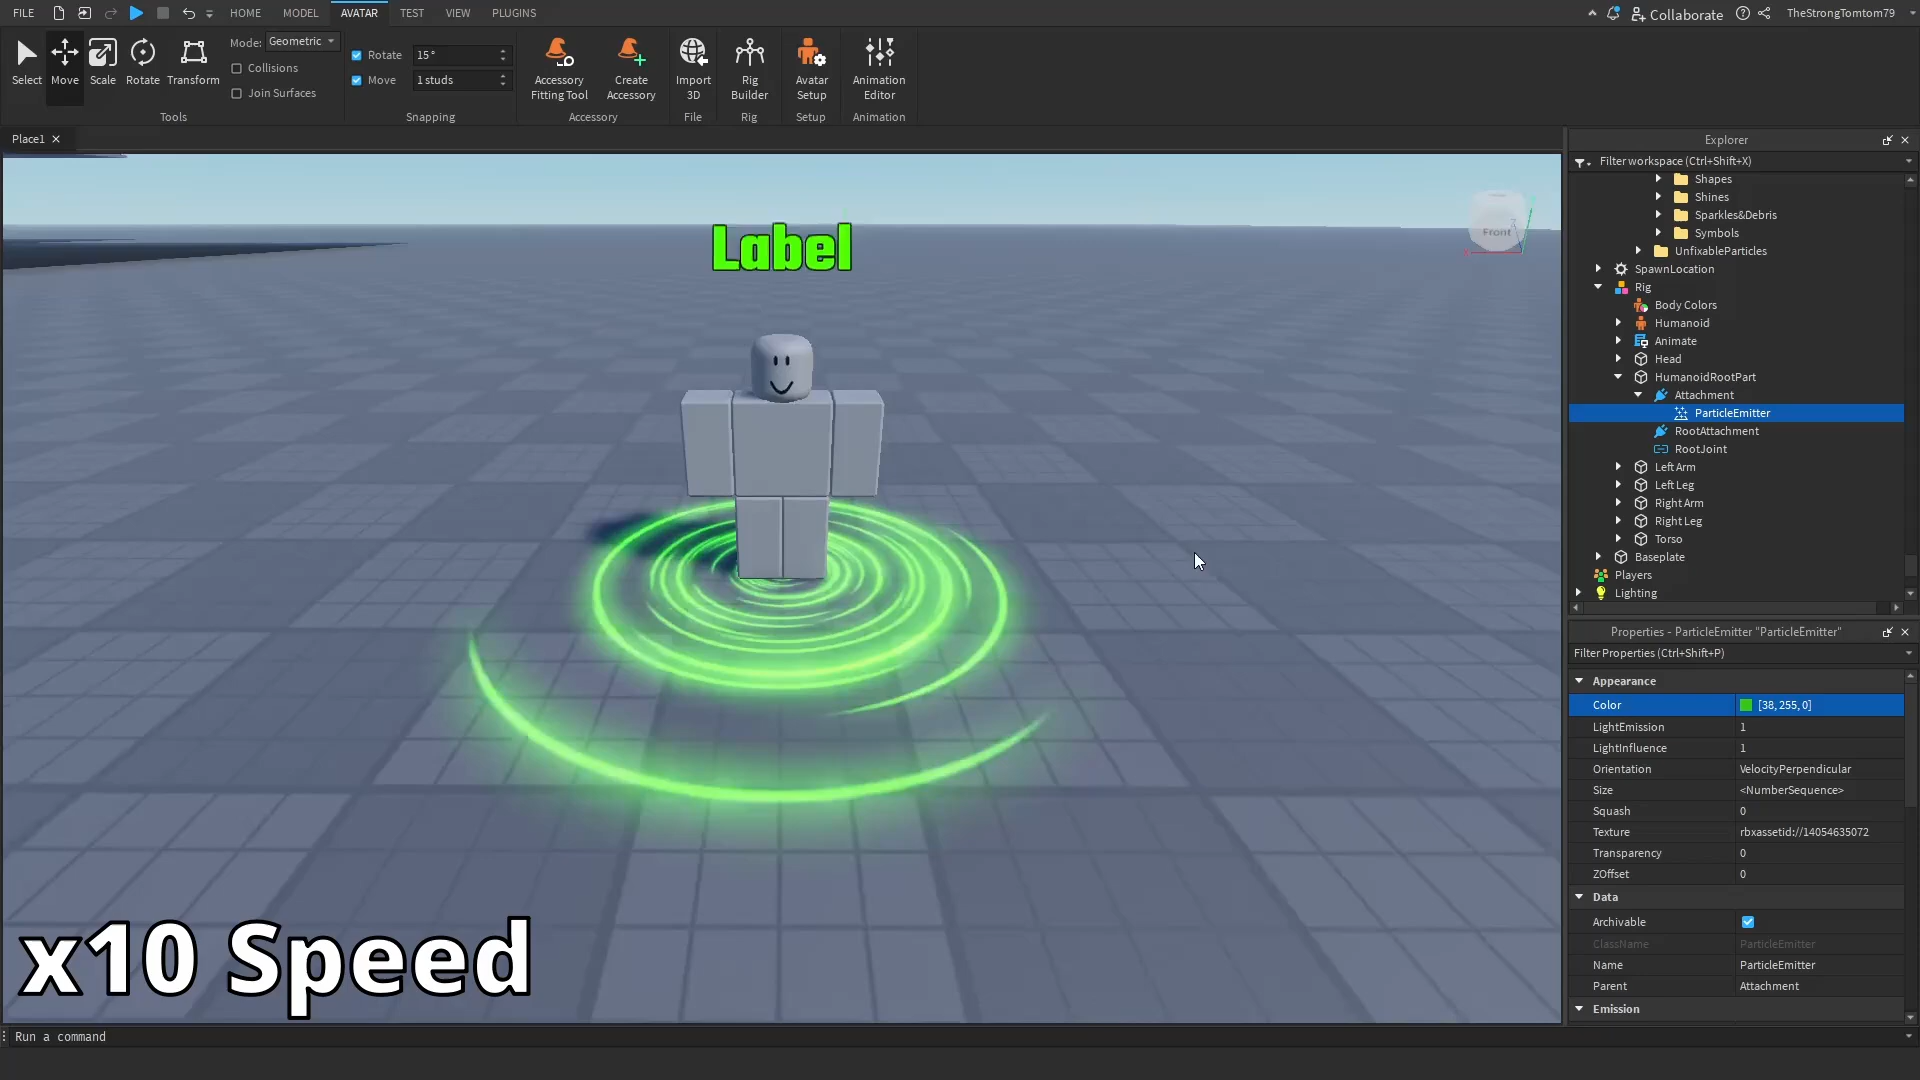 FILE HOME MODEL AVATAR TEST VIEW PLUGINS Collaborate TheStrongTomtom79
Select Move Scale Rotate Transform
Mode: Geometric
Collisions
Join Surfaces
Tools
Rotate 15°
Move 1 studs
Snapping
Accessory Fitting Tool
Create Accessory
Accessory
Import 3D
File
Rig Builder
Rig
Avatar Setup
Setup
Animation Editor
Animation
Place1
Label
Front
x10 Speed
Run a command
Explorer
Filter workspace (Ctrl+Shift+X)
Shapes
Shines
Sparkles&Debris
Symbols
UnfixableParticles
SpawnLocation
Rig
Body Colors
Humanoid
Animate
Head
HumanoidRootPart
Attachment
ParticleEmitter
RootAttachment
RootJoint
Left Arm
Left Leg
Right Arm
Right Leg
Torso
Baseplate
Players
Lighting
Properties - ParticleEmitter "ParticleEmitter"
Filter Properties (Ctrl+Shift+P)
Appearance
Color [38, 255, 0]
LightEmission 1
LightInfluence 1
Orientation VelocityPerpendicular
Size <NumberSequence>
Squash 0
Texture rbxassetid://14054635072
Transparency 0
ZOffset 0
Data
Archivable
ClassName ParticleEmitter
Name ParticleEmitter
Parent Attachment
Emission